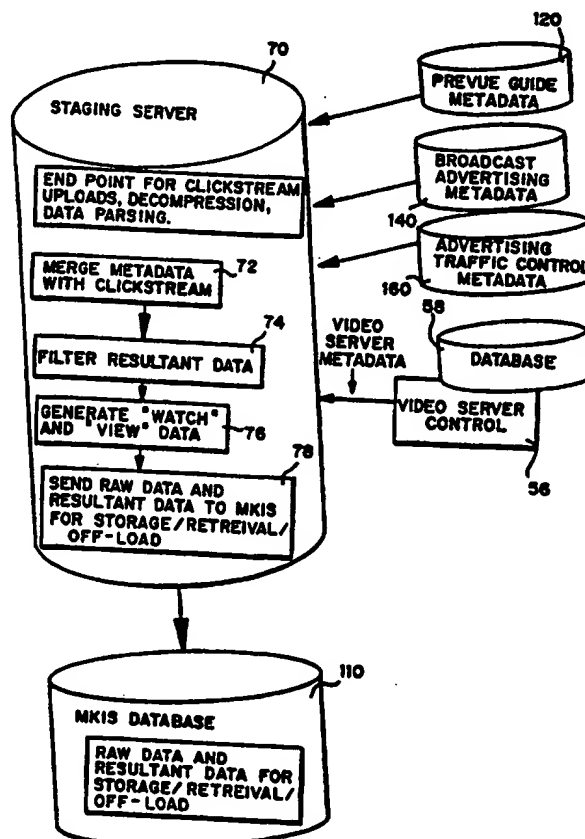 70
STAGING SERVER
END POINT FOR CLICKSTREAM
UPLOADS, DECOMPRESSION,
DATA PARSING.
72
MERGE METADATA
WITH CLICKSTREAM
74
FILTER RESULTANT DATA
GENERATE "WATCH"
AND "VIEW" DATA
76
78
SEND RAW DATA AND
RESULTANT DATA TO MKIS
FOR STORAGE/RETREIVAL/
OFF-LOAD
120
PREVUE GUIDE
METADATA
BROADCAST
ADVERTISING
METADATA
140
ADVERTISING
TRAFFIC CONTROL
METADATA
160
58
VIDEO
SERVER
METADATA
DATABASE
VIDEO SERVER
CONTROL
56
110
MKIS DATABASE
RAW DATA AND
RESULTANT DATA FOR
STORAGE/RETREIVAL/
OFF-LOAD